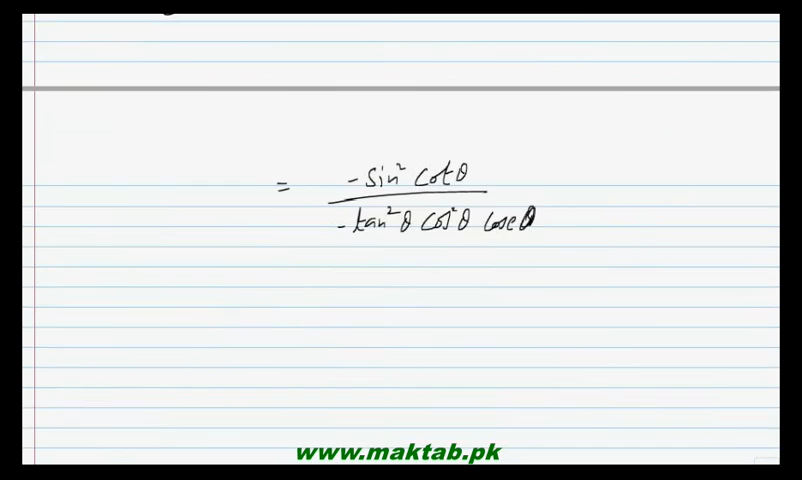 = -sin² cotθ
-tan²θ cos²θ cosecθ
www.maktab.pk